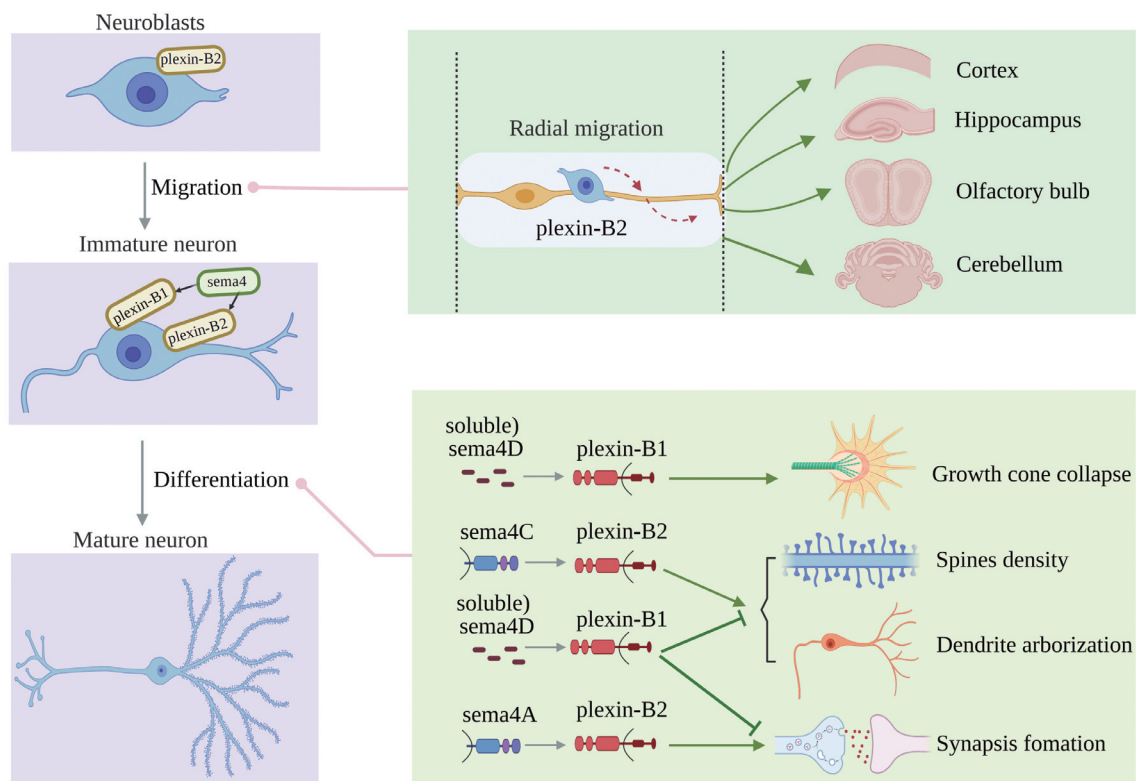 Neuroblasts
plexin-B2
Migration
Immature neuron
sema4
plexin-B1
plexin-B2
Differentiation
Mature neuron
Radial migration
plexin-B2
Cortex
Hippocampus
Olfactory bulb
Cerebellum
soluble)
sema4D
plexin-B1
Growth cone collapse
sema4C
plexin-B2
Spines density
soluble)
sema4D
plexin-B1
Dendrite arborization
sema4A
plexin-B2
Synapsis fomation